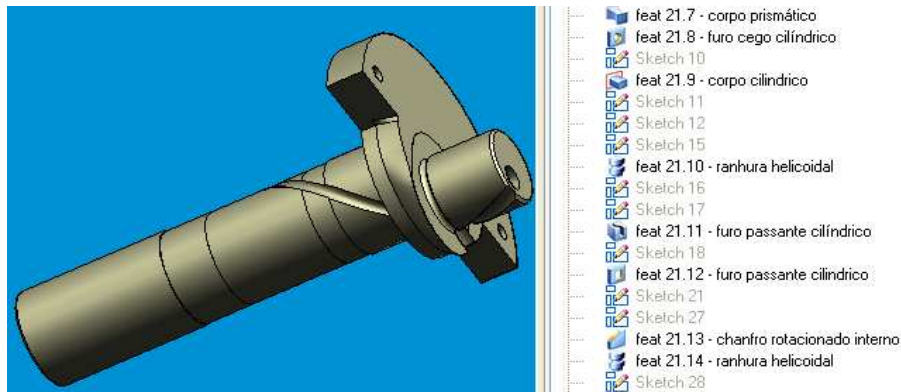 feat 21.7 - corpo prismático
feat 21.8 - furo cego cilíndrico
Sketch 10
feat 21.9 - corpo cilindrico
Sketch 11
Sketch 12
Sketch 15
feat 21.10 - ranhura helicoidal
Sketch 16
Sketch 17
feat 21.11 - furo passante cilíndrico
Sketch 18
feat 21.12 - furo passante cilindrico
Sketch 21
Sketch 27
feat 21.13 - chanfro rotacionado interno
feat 21.14 - ranhura helicoidal
Sketch 28